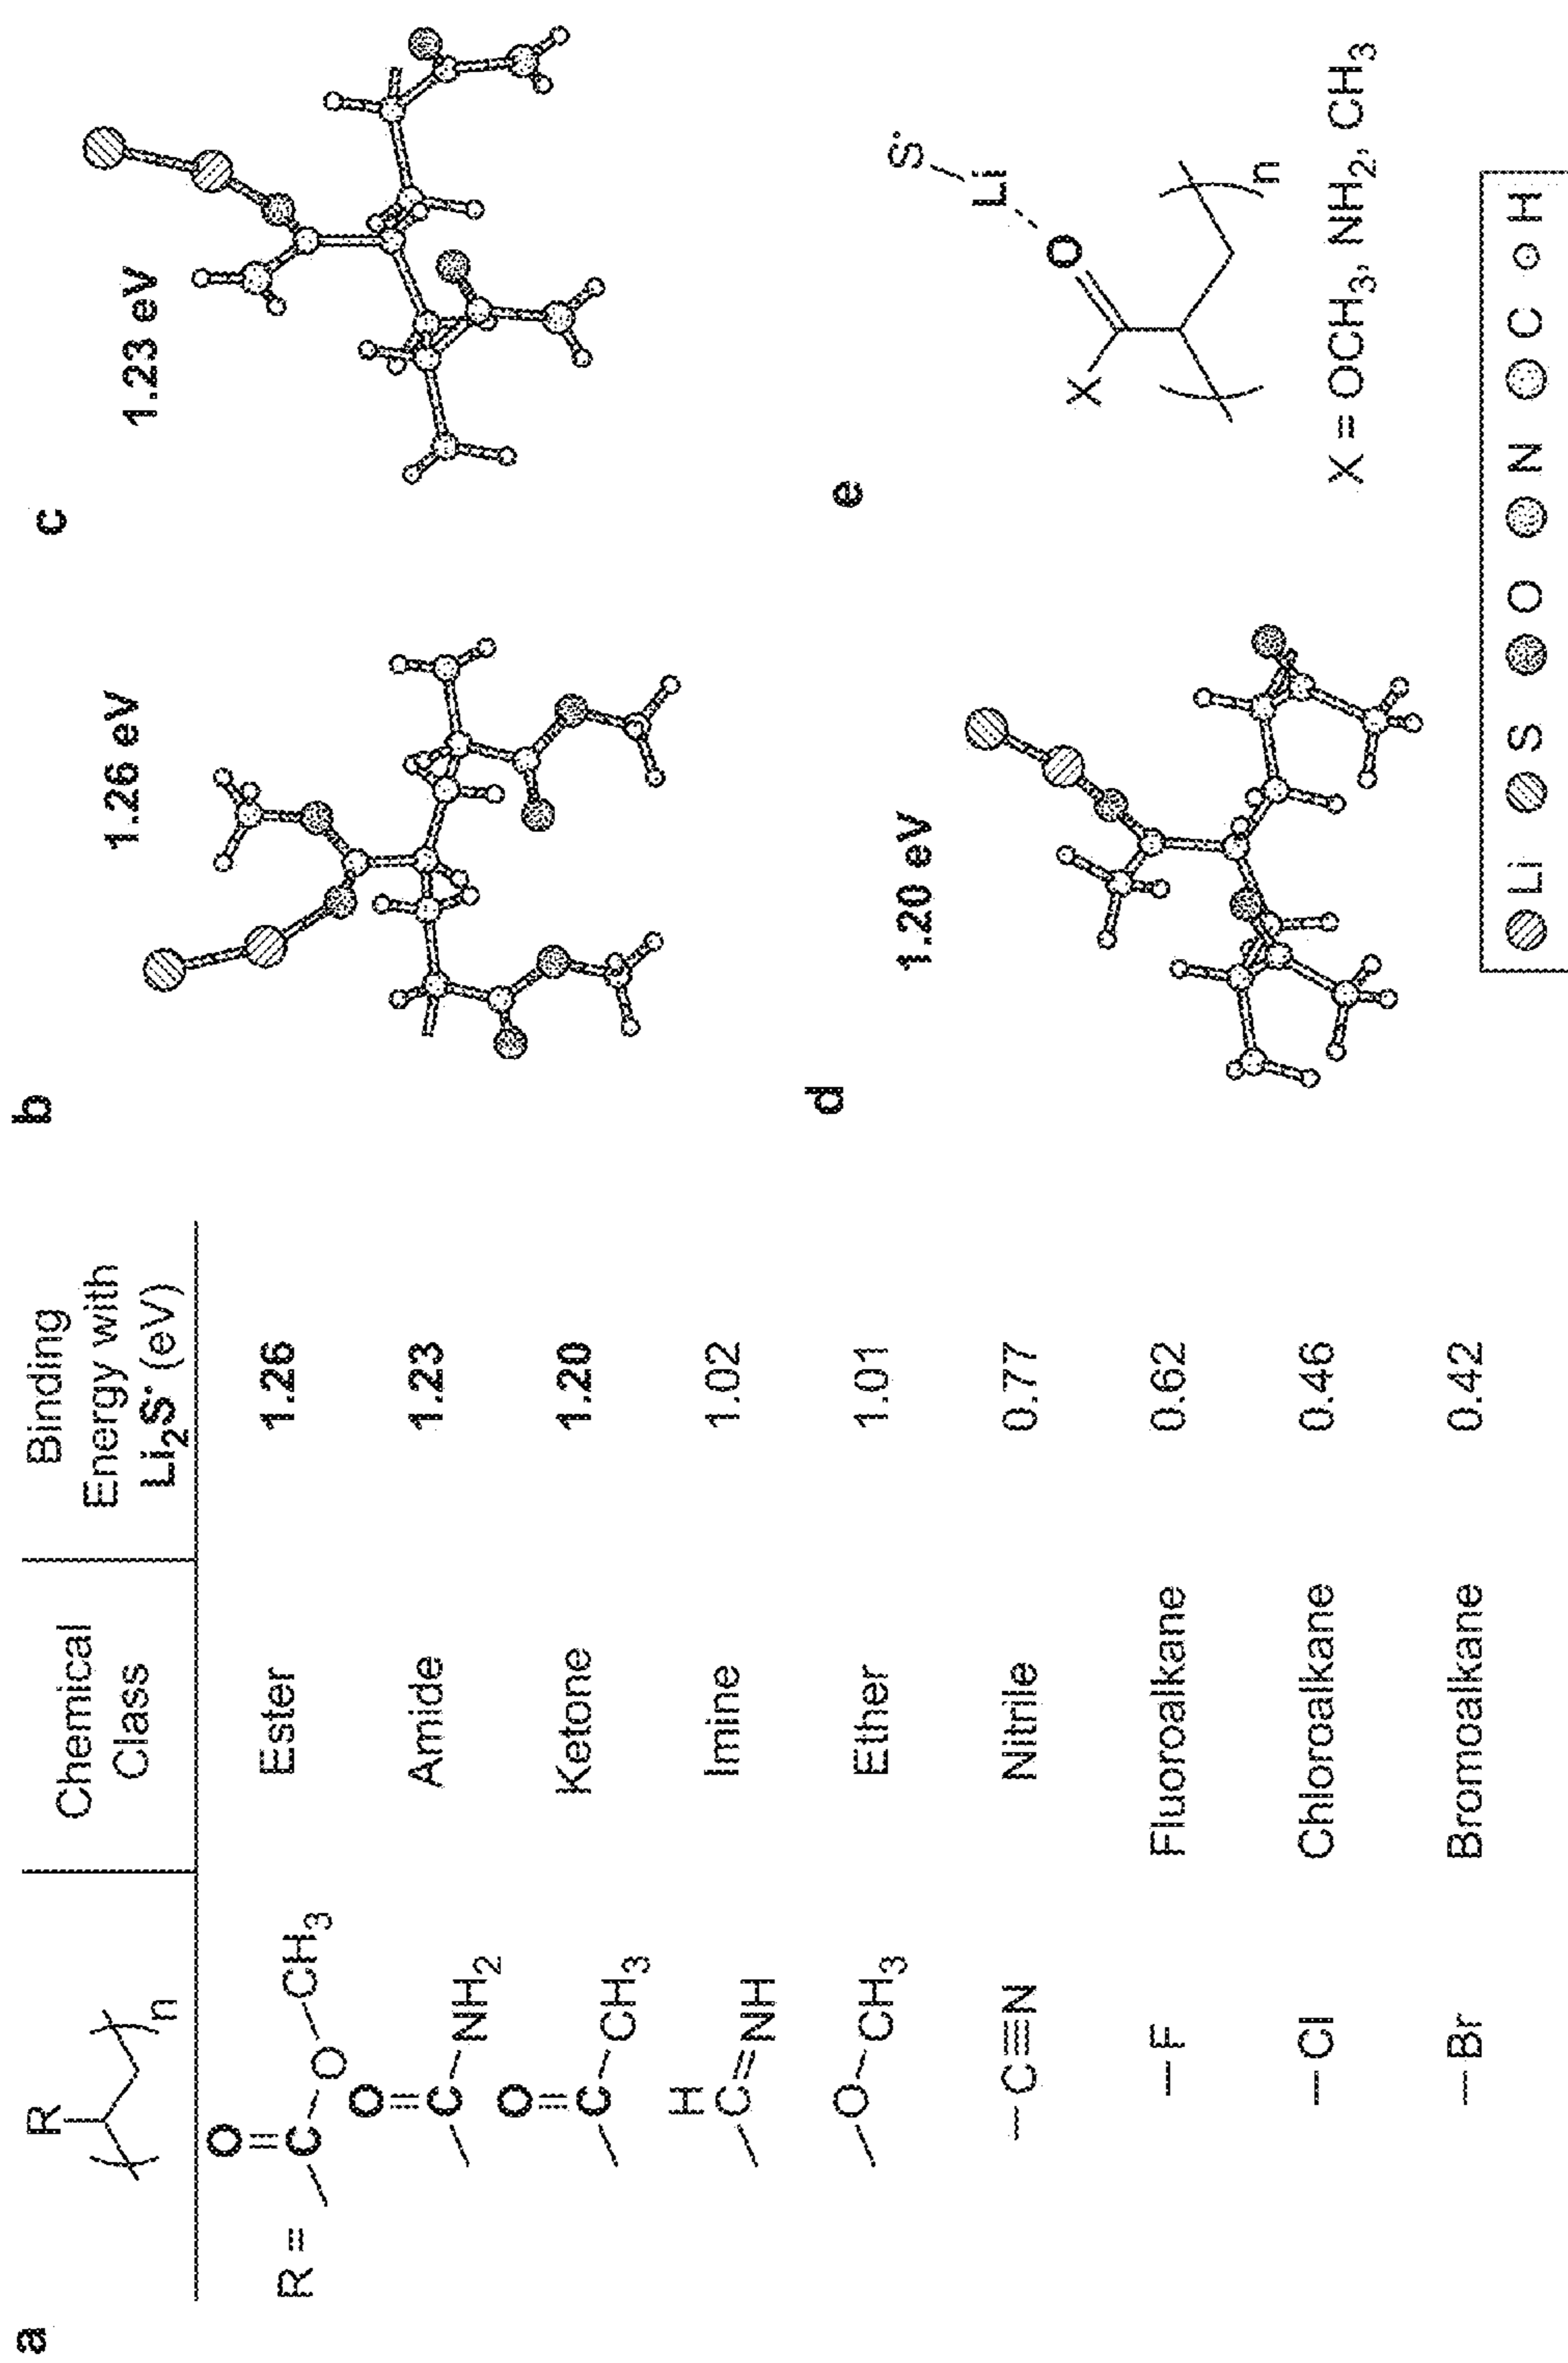 a
R
n
Chemical
Class
Binding
Energy with
Li2S• (eV)
R = O=C-O-CH3 Ester 1.26
O=C-NH2 Amide 1.23
O=C-CH3 Ketone 1.20
H C=NH Imine 1.02
O-CH3 Ether 1.01
-C≡N Nitrile 0.77
-F Fluoroalkane 0.62
-Cl Chloroalkane 0.46
-Br Bromoalkane 0.42
b
1.26 eV
c
1.23 eV
d
1.20 eV
e
S•
Li
O
X
n
X = OCH3, NH2, CH3
Li S O N C H